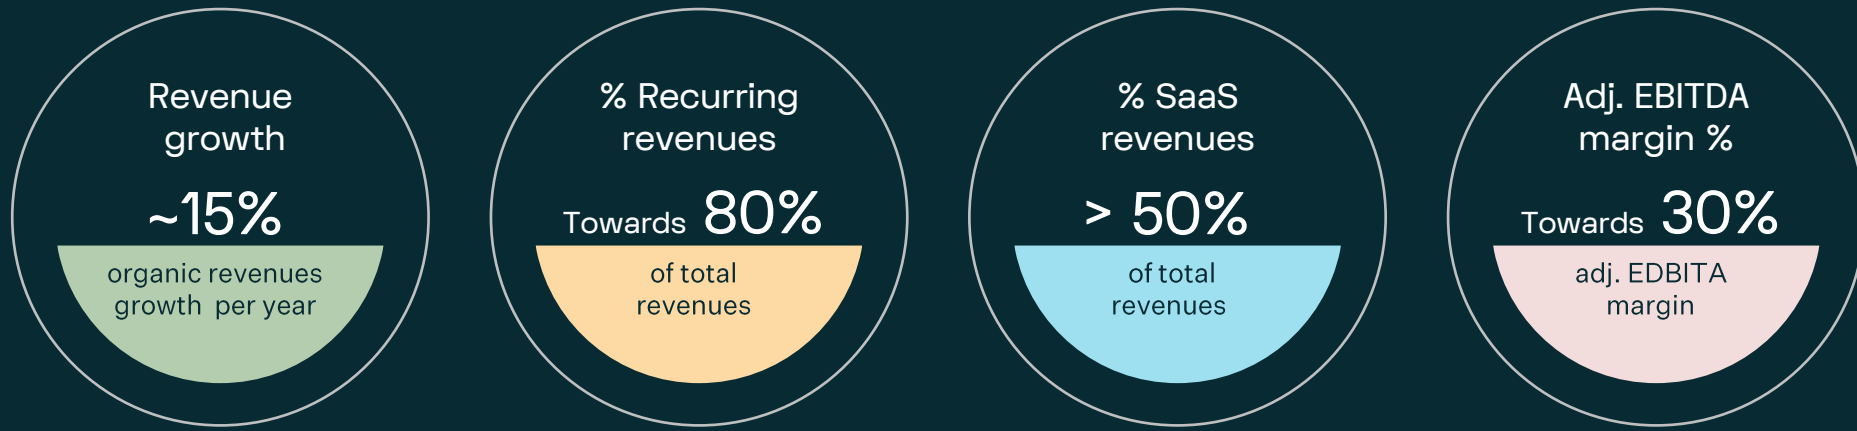 Revenue
growth
~15%
organic revenues
growth per year
% Recurring
revenues
Towards 80%
of total
revenues
% SaaS
revenues
> 50%
of total
revenues
Adj. EBITDA
margin %
Towards 30%
adj. EDBITA
margin